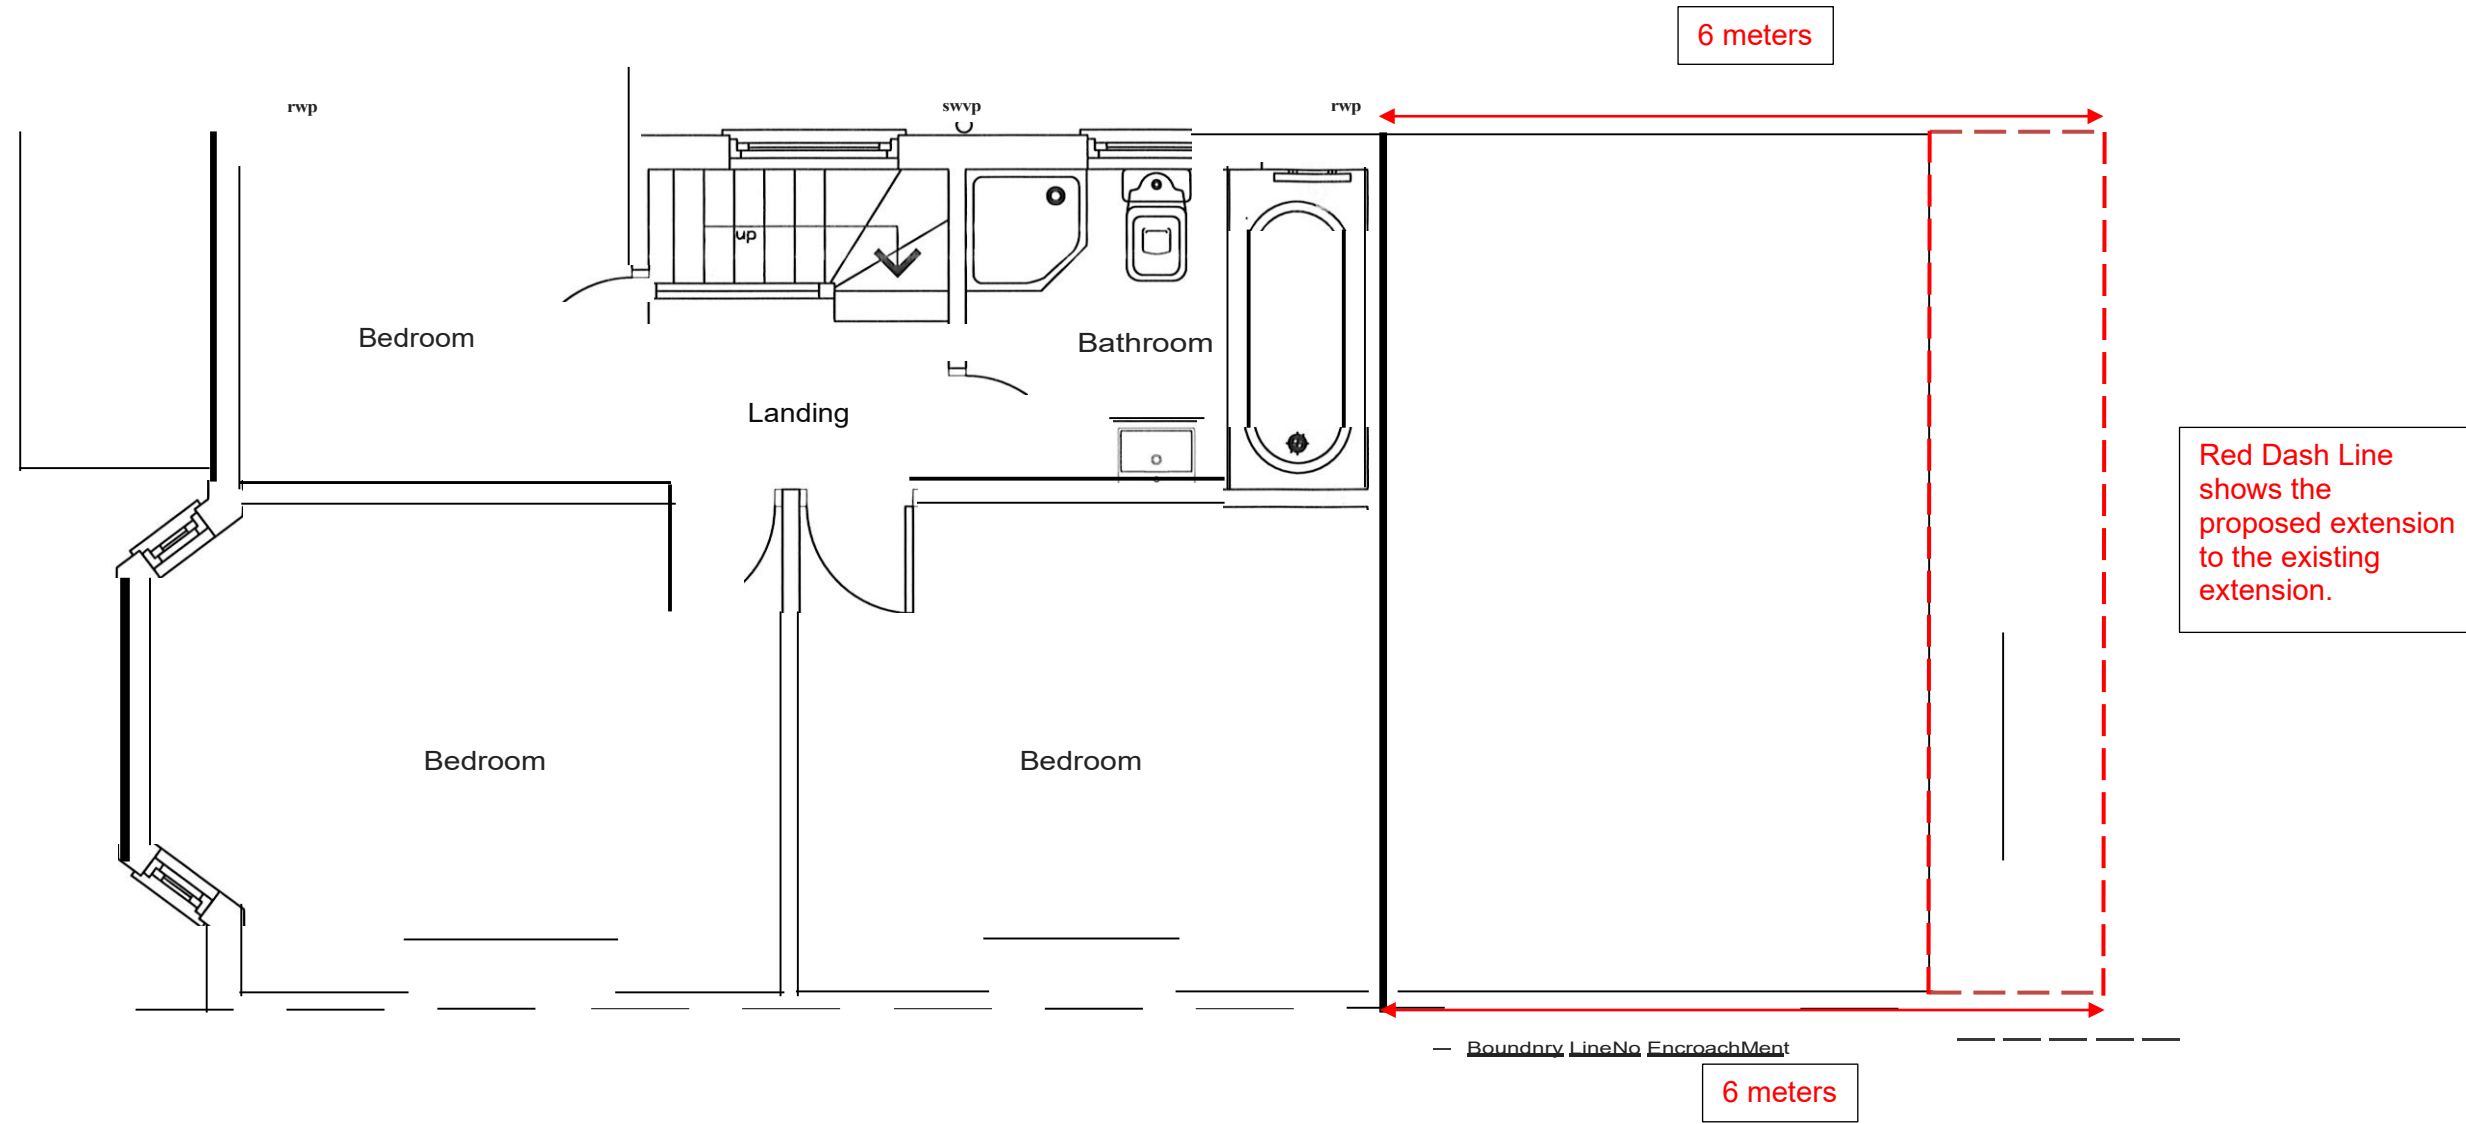 6 meters
rwp
swvp
rwp
up
Bedroom
Bathroom
Landing
Red Dash Line
shows the
proposed extension
to the existing
extension.
Bedroom
Bedroom
Boundnry LineNo EncroachMent
6 meters